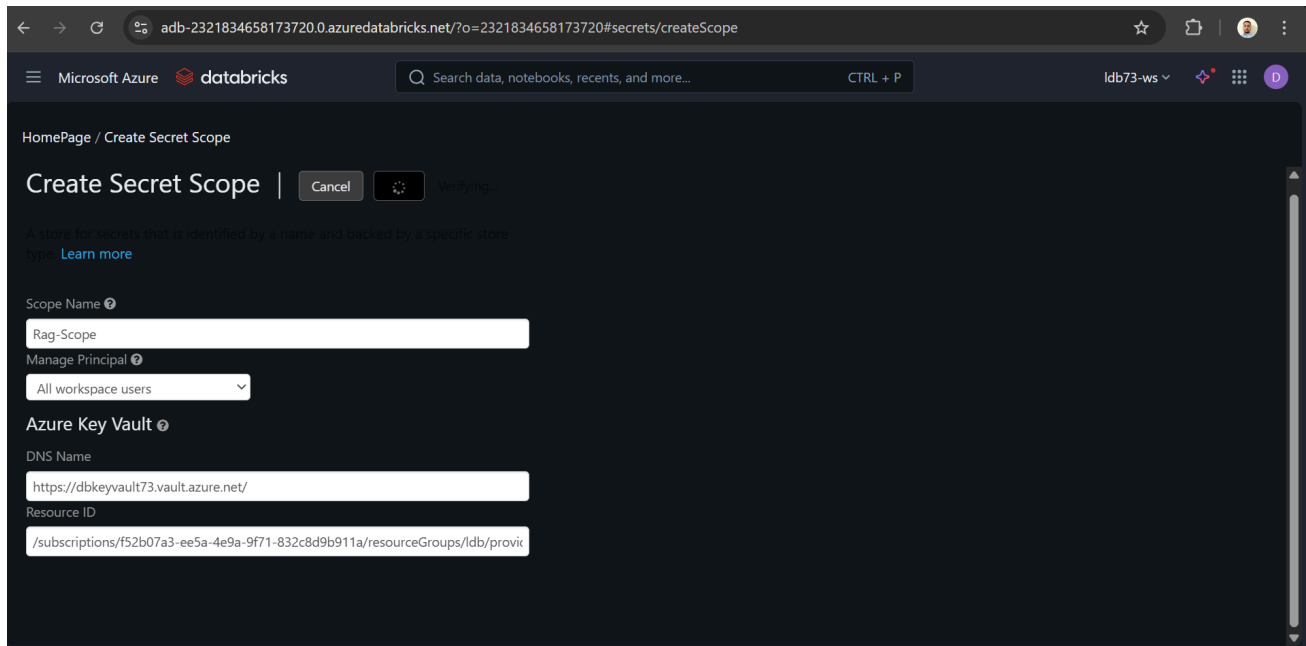 adb-2321834658173720.0.azuredatabricks.net/?o=2321834658173720#secrets/createScope
Microsoft Azure databricks Search data, notebooks, recents, and more... CTRL + P ldb73-ws D
HomePage / Create Secret Scope
Create Secret Scope | Cancel Verifying...
A store for secrets that is identified by a name and backed by a specific store
type. Learn more
Scope Name
Rag-Scope
Manage Principal
All workspace users
Azure Key Vault
DNS Name
https://dbkeyvault73.vault.azure.net/
Resource ID
/subscriptions/f52b07a3-ee5a-4e9a-9f71-832c8d9b911a/resourceGroups/ldb/provic